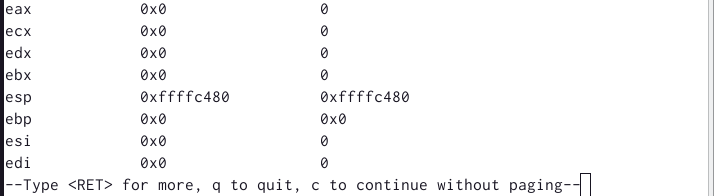 eax            0x0                 0
ecx            0x0                 0
edx            0x0                 0
ebx            0x0                 0
esp            0xffffc480          0xffffc480
ebp            0x0                 0x0
esi            0x0                 0
edi            0x0                 0
--Type <RET> for more, q to quit, c to continue without paging--